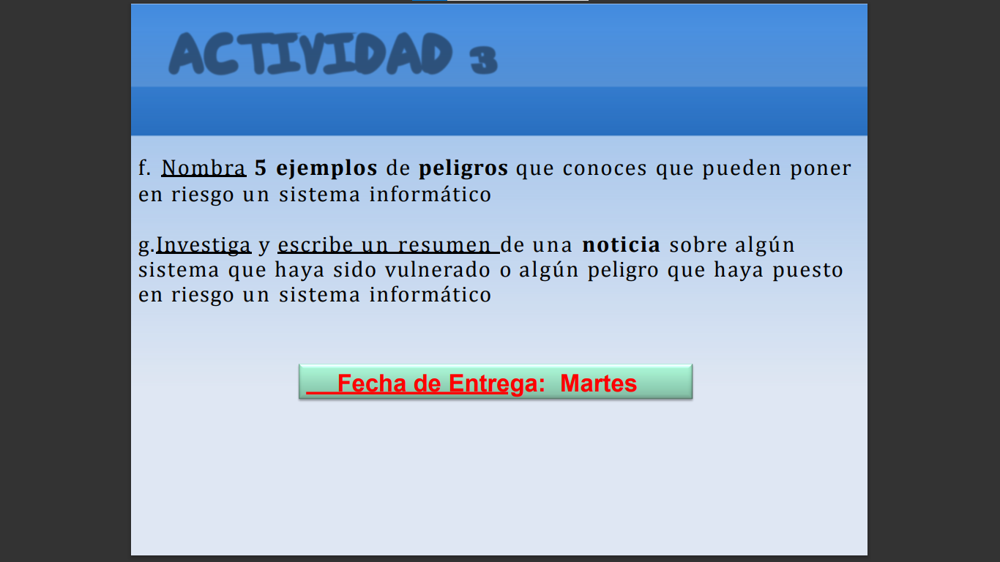 ACTIVIDAD 3
f. Nombra 5 ejemplos de peligros que conoces que pueden poner
en riesgo un sistema informático
g.Investiga y escribe un resumen de una noticia sobre algún
sistema que haya sido vulnerado o algún peligro que haya puesto
en riesgo un sistema informático
Fecha de Entrega: Martes